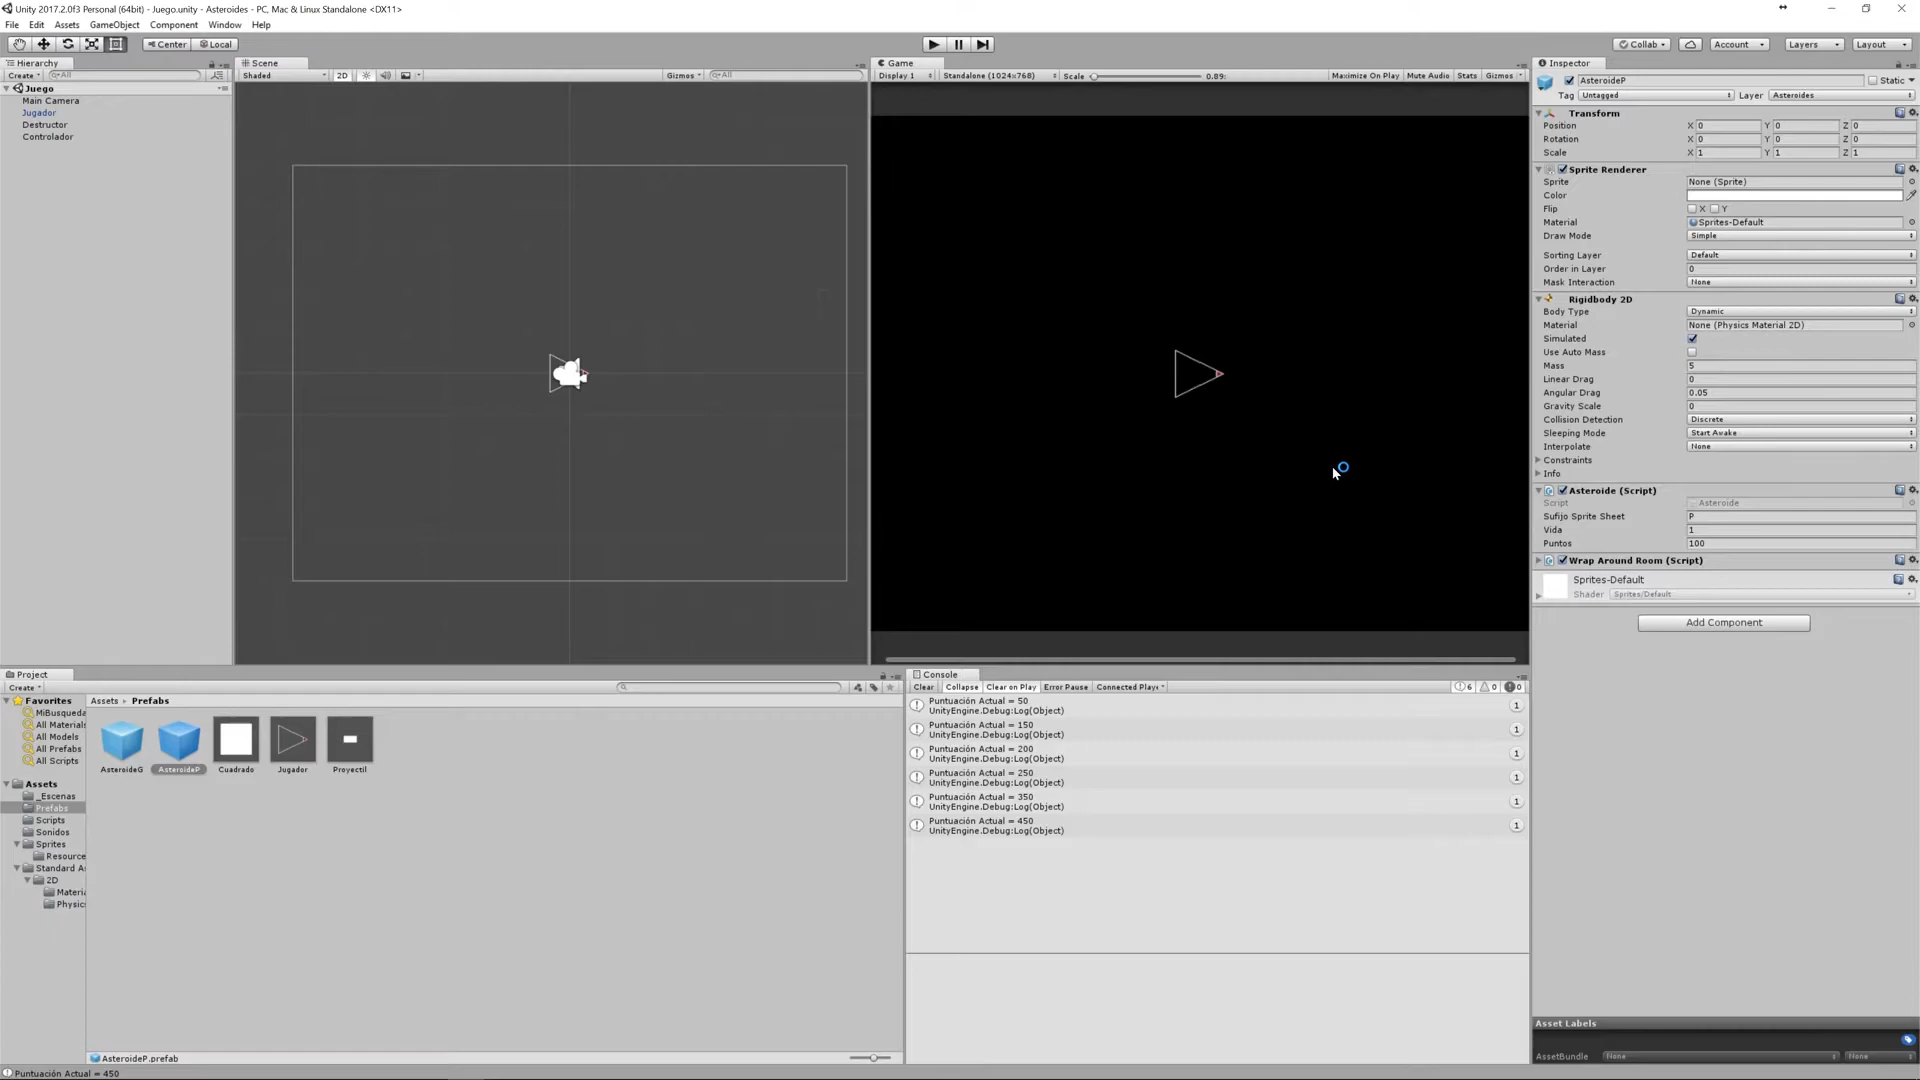 Unity 2017.2.0f3 Personal (64bit) - Juego.unity - Asteroides - PC, Mac & Linux Standalone <DX11>
File Edit Assets GameObject Component Window Help
Center Local
Collab Account Layers Layout
Hierarchy
Create All
Juego
Main Camera
Jugador
Destructor
Controlador
Scene
Shaded 2D Gizmos All
Game
Display 1 Standalone (1024x768) Scale 0.89: Maximize On Play Mute Audio Stats Gizmos
Inspector
AsteroideP Static
Tag Untagged Layer Asteroides
Transform
Position X 0 Y 0 Z 0
Rotation X 0 Y 0 Z 0
Scale X 1 Y 1 Z 1
Sprite Renderer
Sprite None (Sprite)
Color
Flip X Y
Material Sprites-Default
Draw Mode Simple
Sorting Layer Default
Order in Layer 0
Mask Interaction None
Rigidbody 2D
Body Type Dynamic
Material None (Physics Material 2D)
Simulated
Use Auto Mass
Mass 5
Linear Drag 0
Angular Drag 0.05
Gravity Scale 0
Collision Detection Discrete
Sleeping Mode Start Awake
Interpolate None
Constraints
Info
Asteroide (Script)
Script Asteroide
Sufijo Sprite Sheet P
Vida 1
Puntos 100
Wrap Around Room (Script)
Sprites-Default
Shader Sprites/Default
Add Component
Asset Labels
AssetBundle None None
Project
Create
Favorites
MiBusqueda
All Materials
All Models
All Prefabs
All Scripts
Assets
_Escenas
Prefabs
Scripts
Sonidos
Sprites
Resource
Standard As
2D
Materia
Physics
Assets Prefabs
AsteroideG AsteroideP Cuadrado Jugador Proyectil
AsteroideP.prefab
Console
Clear Collapse Clear on Play Error Pause Connected Playe 6 0 0
Puntuación Actual = 50 1
UnityEngine.Debug:Log(Object)
Puntuación Actual = 150 1
UnityEngine.Debug:Log(Object)
Puntuación Actual = 200 1
UnityEngine.Debug:Log(Object)
Puntuación Actual = 250 1
UnityEngine.Debug:Log(Object)
Puntuación Actual = 350 1
UnityEngine.Debug:Log(Object)
Puntuación Actual = 450 1
UnityEngine.Debug:Log(Object)
Puntuación Actual = 450